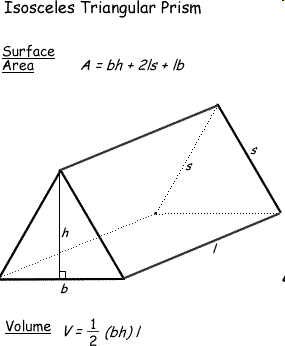 Isosceles Triangular Prism
Surface
Area A = bh + 2ls + lb
s
s
h
l
b
Volume V = 1/2 (bh) l